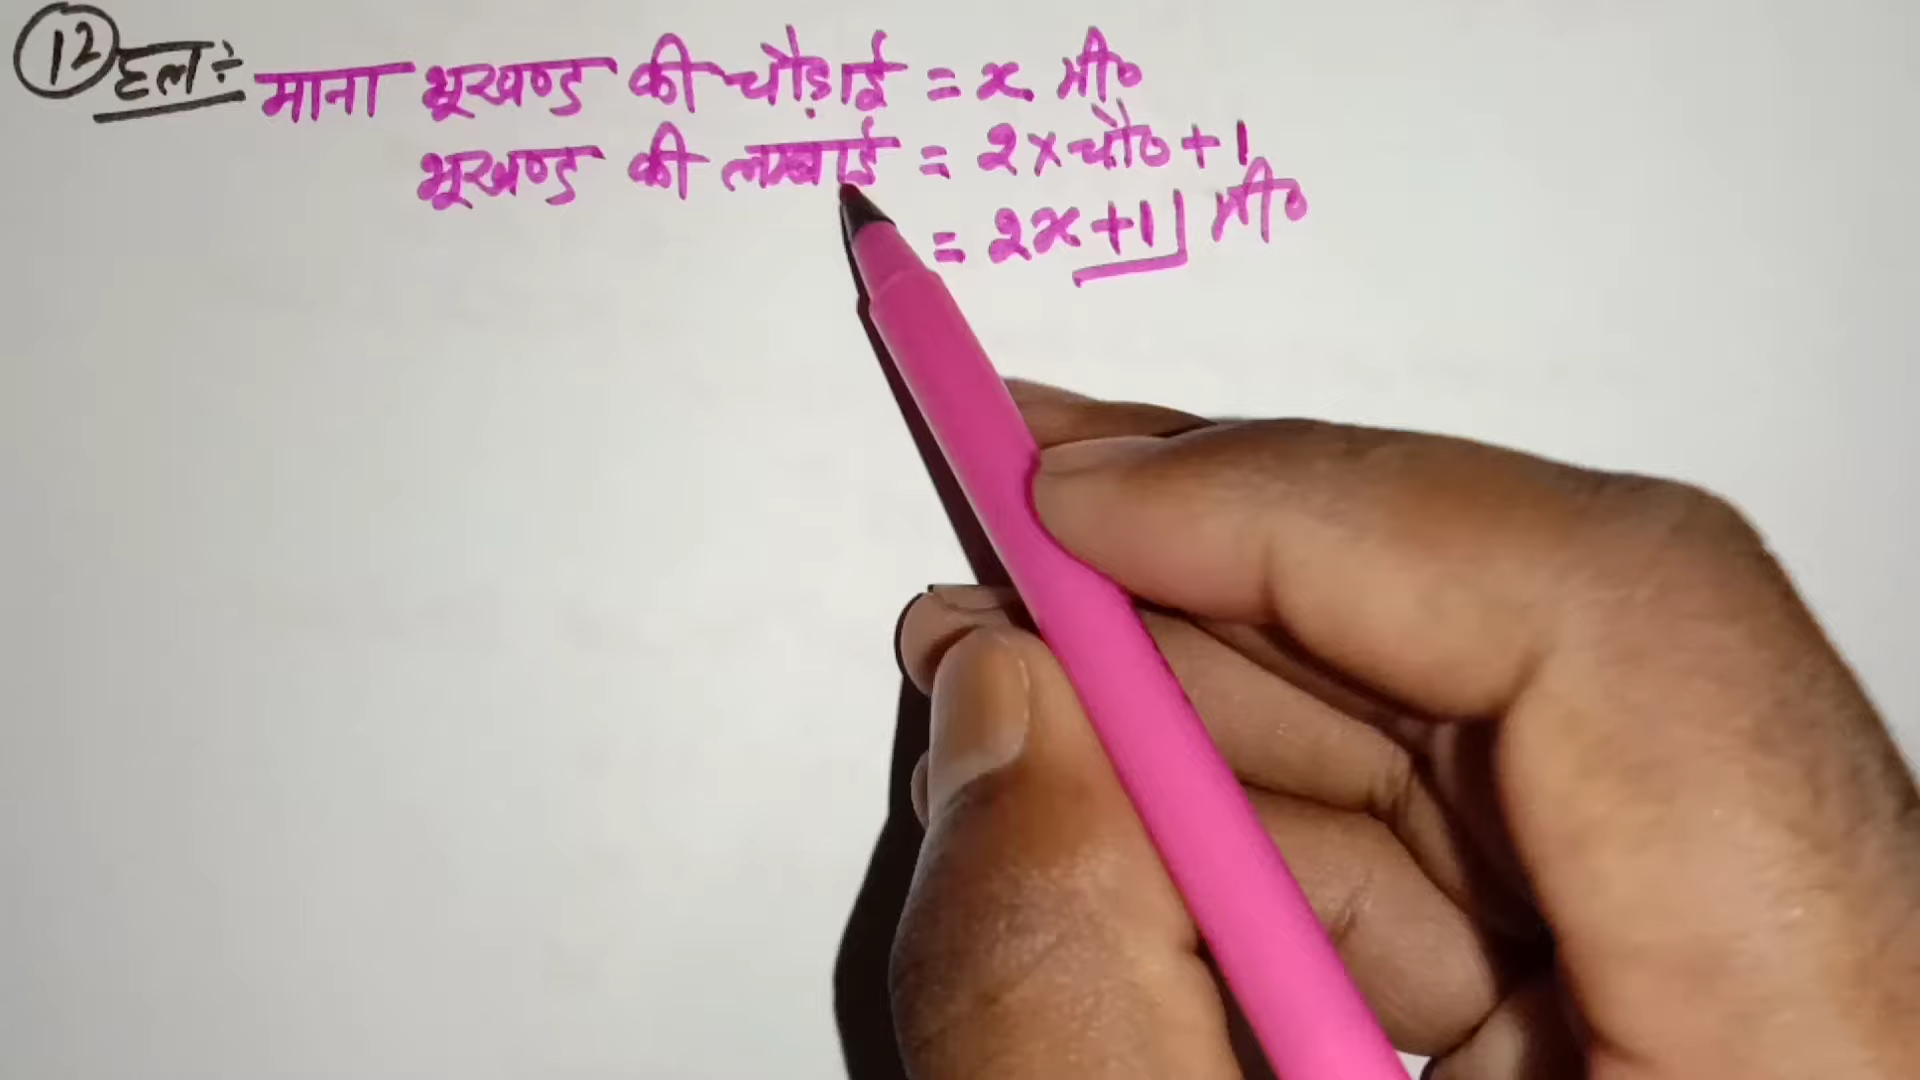 12 हल ÷ माना भूखण्ड की चौड़ाई = x मी०
भूखण्ड की लम्बाई = 2 x चौ० + 1
= 2x + 1 मी०